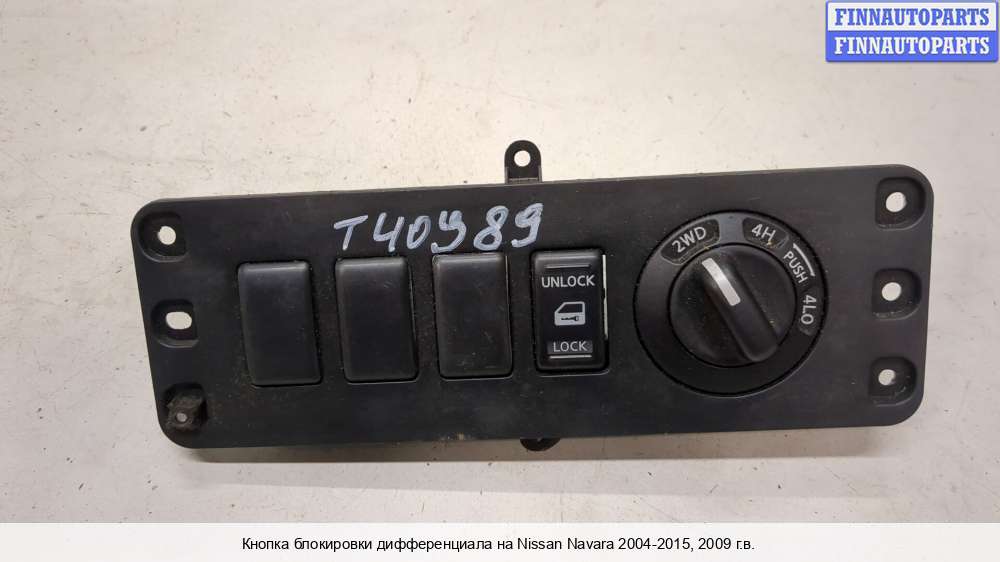 FINNAUTOPARTS
FINNAUTOPARTS
T40989
UNLOCK
LOCK
2WD 4H
PUSH
4LO
Кнопка блокировки дифференциала на Nissan Navara 2004-2015, 2009 г.в.